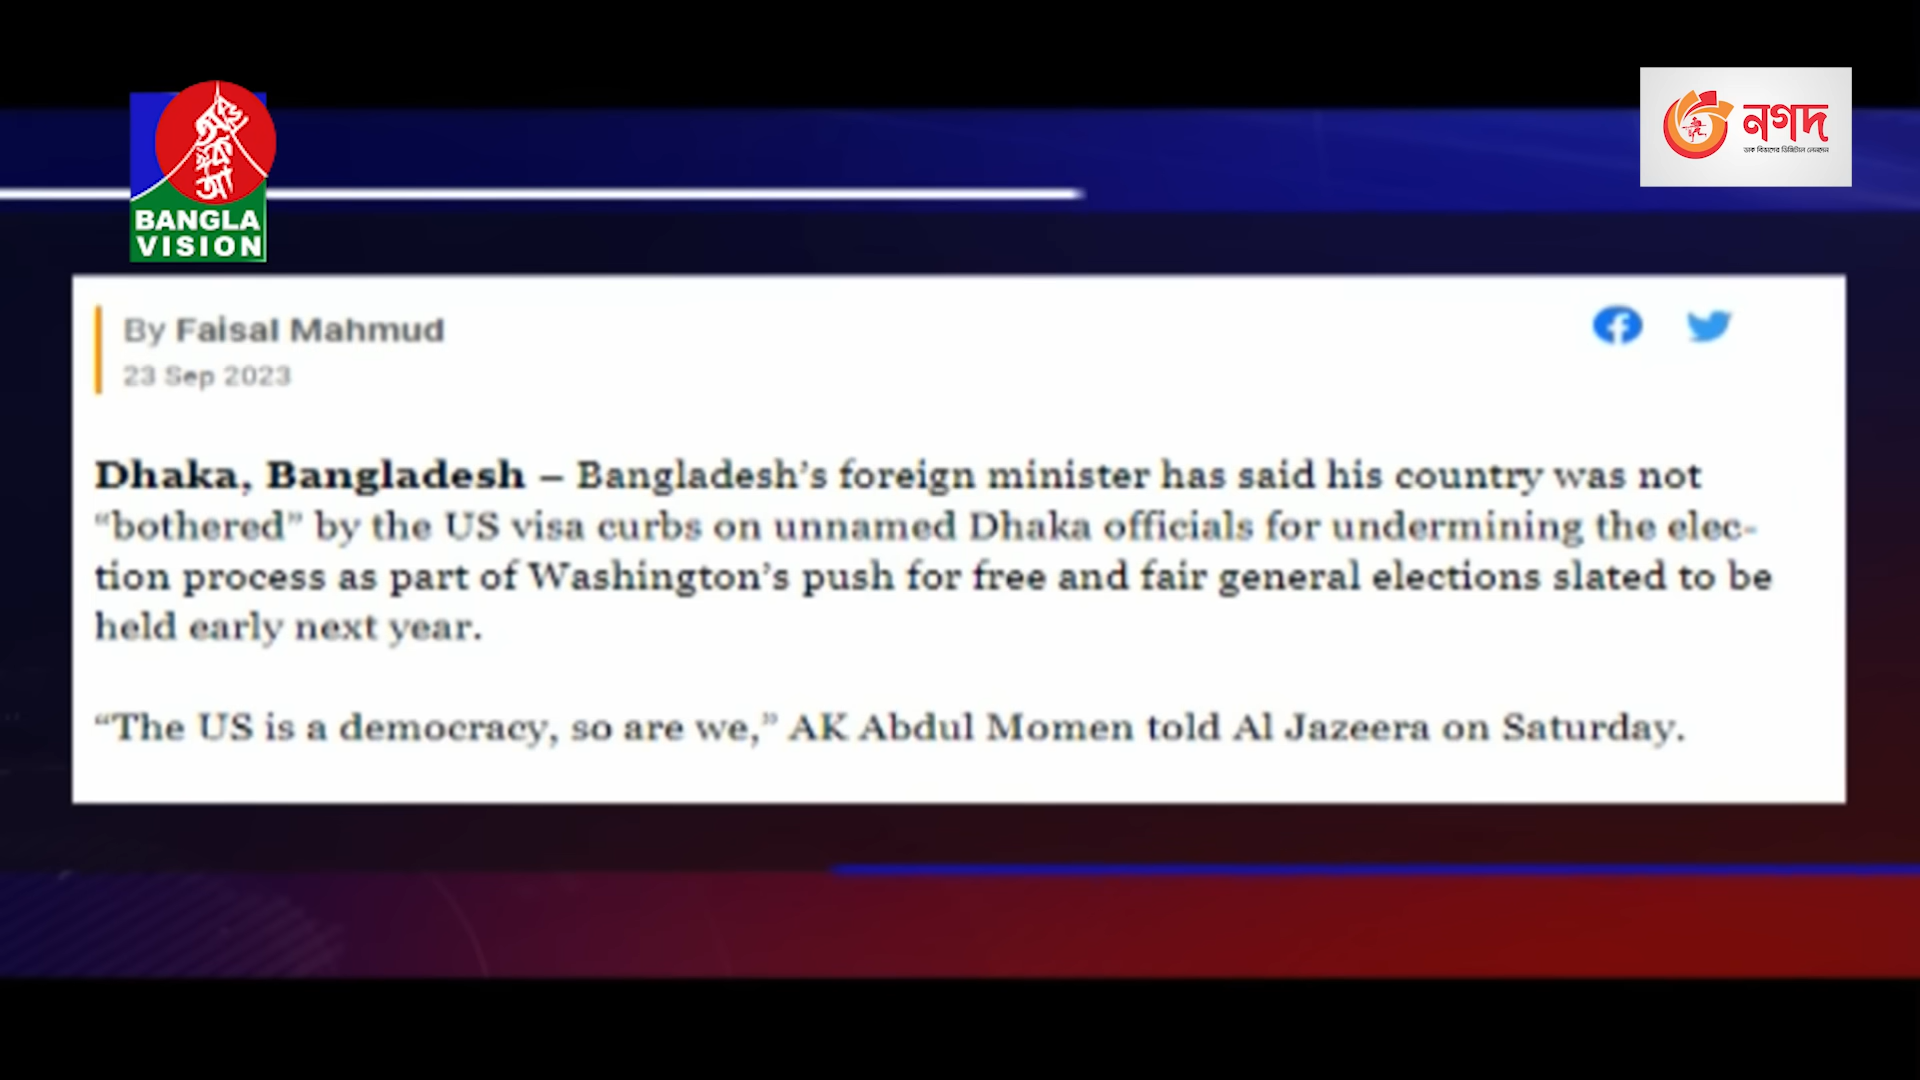 বাংলাভিশন
BANGLA
VISION
নগদ
ডাক বিভাগের ডিজিটাল লেনদেন
By Faisal Mahmud
23 Sep 2023
Dhaka, Bangladesh – Bangladesh’s foreign minister has said his country was not
“bothered” by the US visa curbs on unnamed Dhaka officials for undermining the elec-
tion process as part of Washington’s push for free and fair general elections slated to be
held early next year.
“The US is a democracy, so are we,” AK Abdul Momen told Al Jazeera on Saturday.